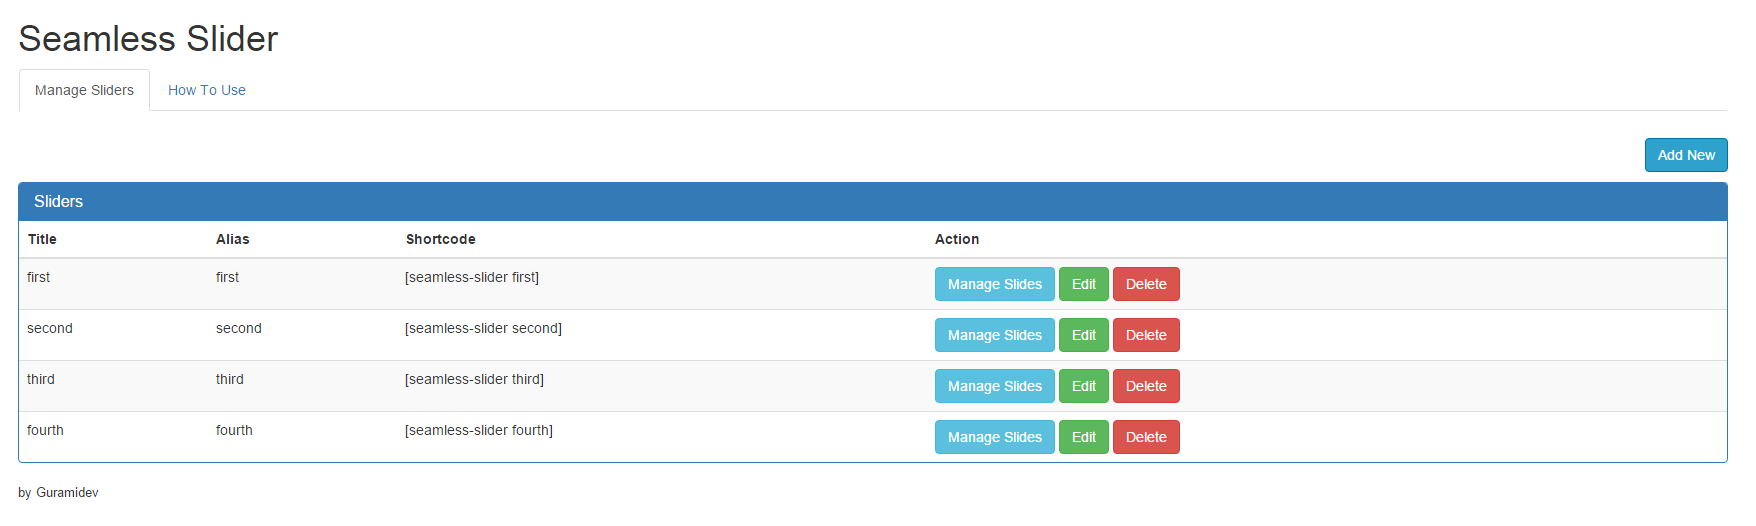 Seamless Slider
Manage Sliders How To Use
Add New
Sliders
Title Alias Shortcode Action
first first [seamless-slider first] Manage Slides Edit Delete
second second [seamless-slider second] Manage Slides Edit Delete
third third [seamless-slider third] Manage Slides Edit Delete
fourth fourth [seamless-slider fourth] Manage Slides Edit Delete
by Guramidev